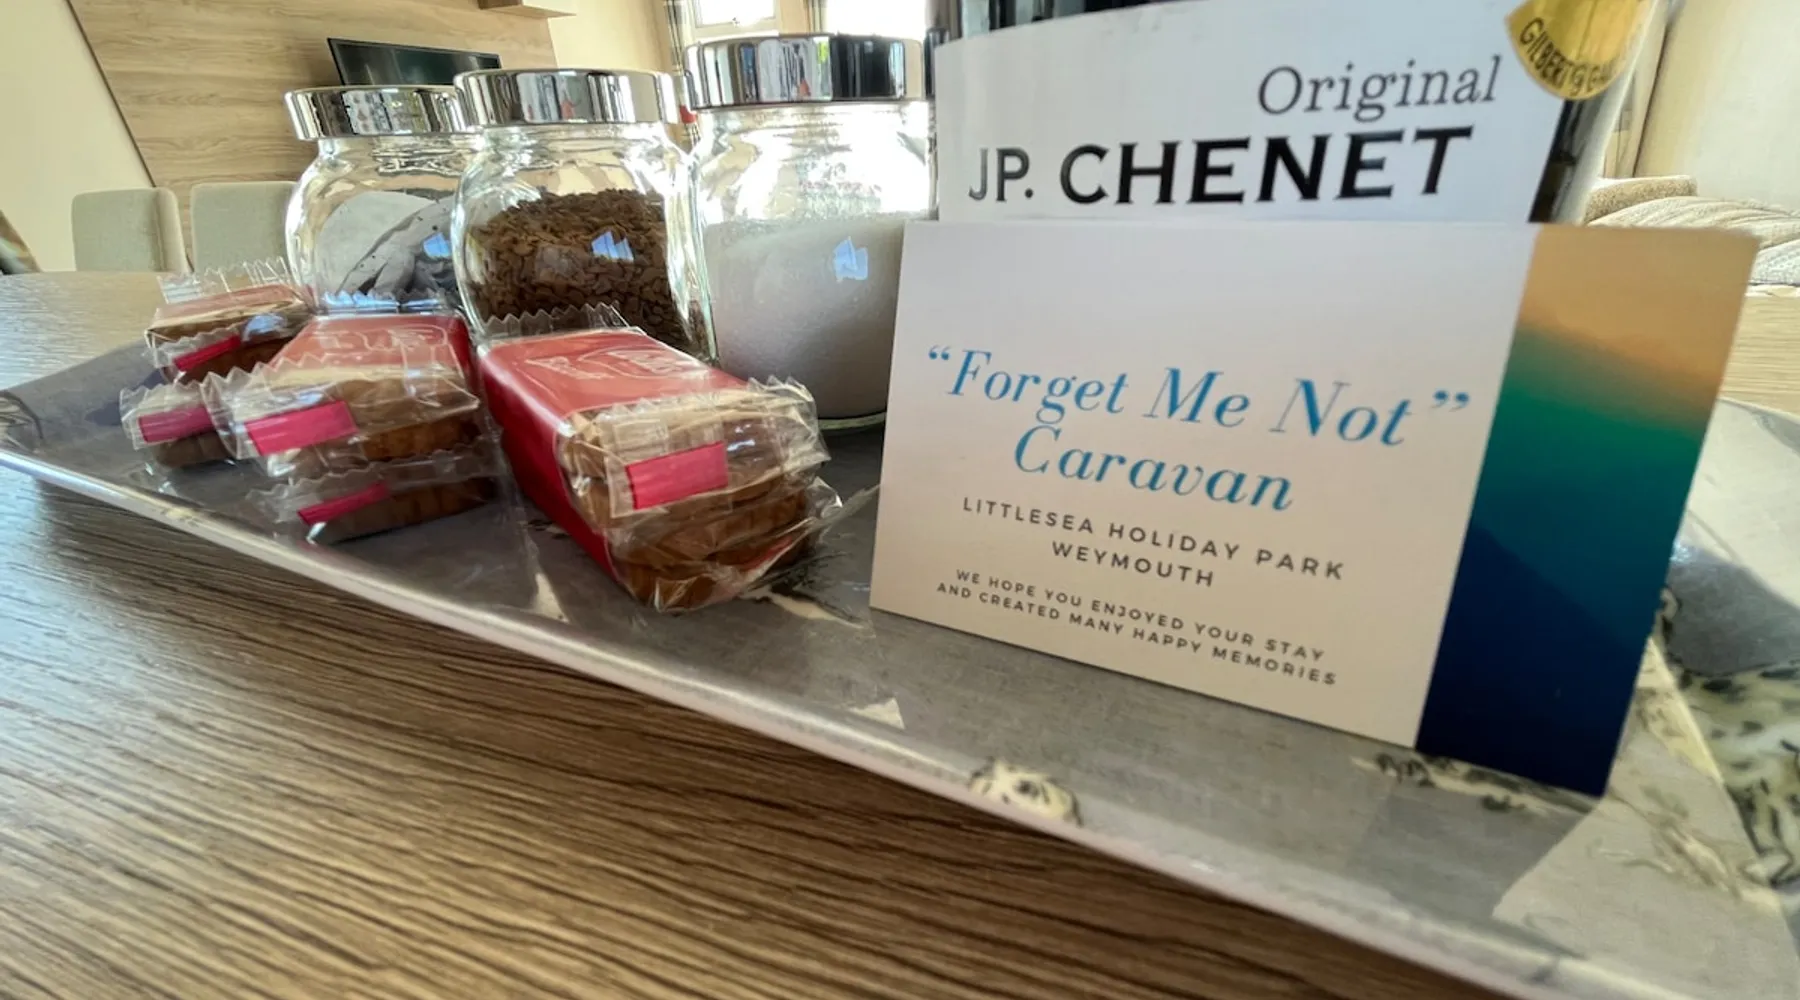 Original
JP. CHENET
“Forget Me Not”
Caravan
LITTLESEA HOLIDAY PARK
WEYMOUTH
WE HOPE YOU ENJOYED YOUR STAY
AND CREATED MANY HAPPY MEMORIES